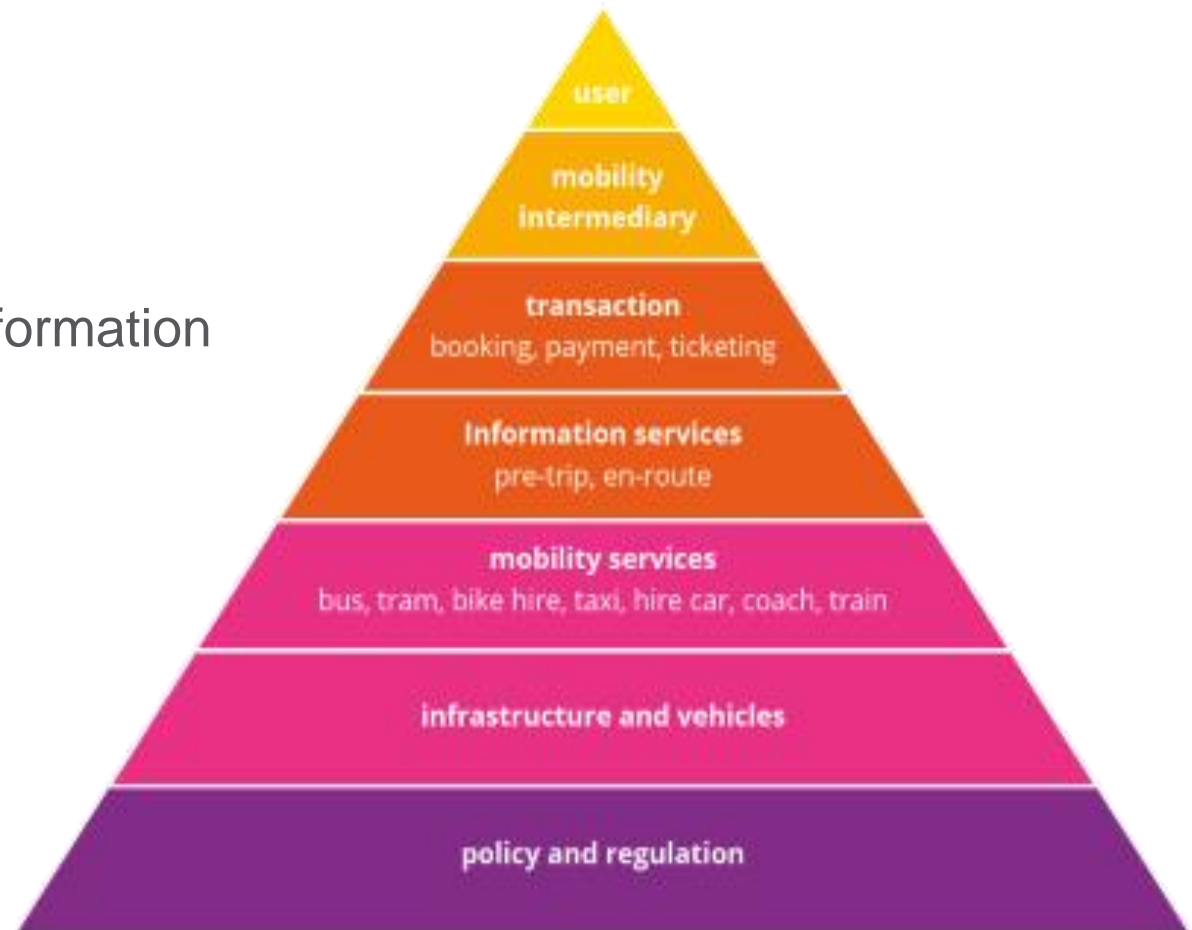 user
mobility
intermediary
formation
transaction
booking, payment, ticketing
Information services
pre-trip, en-route
mobility services
bus, tram, bike hire, taxi, hire car, coach, train
infrastructure and vehicles
policy and regulation